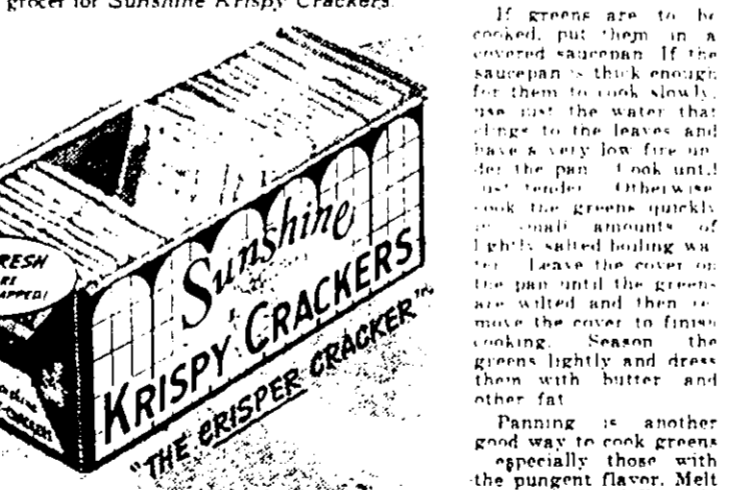 grocer for Sunshine Krispy Crackers.
RESH
RE
APPED!
Sunshine
KRISPY CRACKERS
"THE CRISPER CRACKER"
If greens are to be
cooked, put them in a
covered saucepan If the
saucepan is thick enough
for them to cook slowly,
use just the water that
clings to the leaves and
have a very low fire un-
der the pan Cook until
just tender Otherwise
cook the greens quickly
in small amounts of
lightly salted boiling wa-
ter. Leave the cover on
the pan until the greens
are wilted and then re-
move the cover to finish
cooking. Season the
greens lightly and dress
them with butter and
other fat
Panning is another
good way to cook greens
especially those with
the pungent flavor. Melt